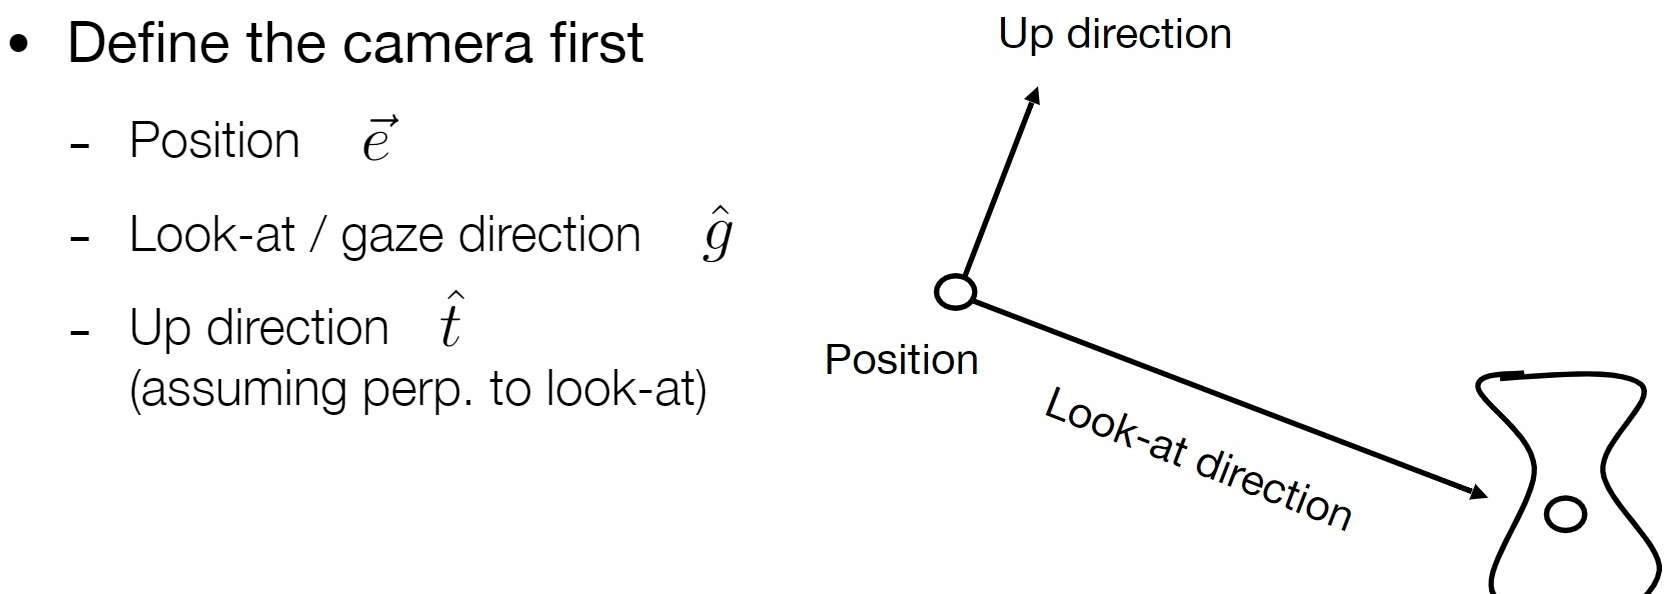 • Define the camera first
- Position $\vec{e}$
- Look-at / gaze direction $\hat{g}$
- Up direction $\hat{t}$
(assuming perp. to look-at)
Up direction
Position
Look-at direction